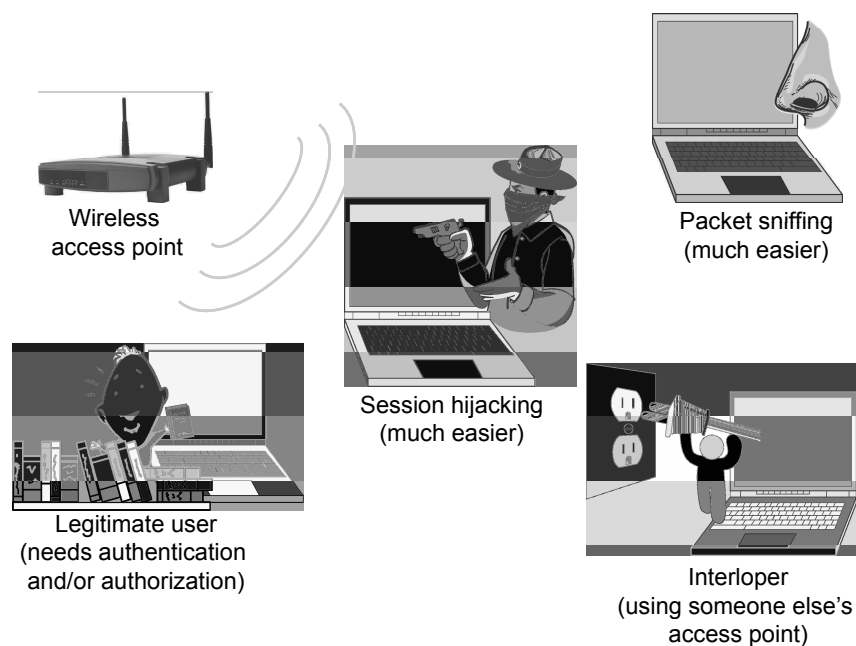 Wireless
access point
Packet sniffing
(much easier)
Session hijacking
(much easier)
Legitimate user
(needs authentication
and/or authorization)
Interloper
(using someone else's
access point)